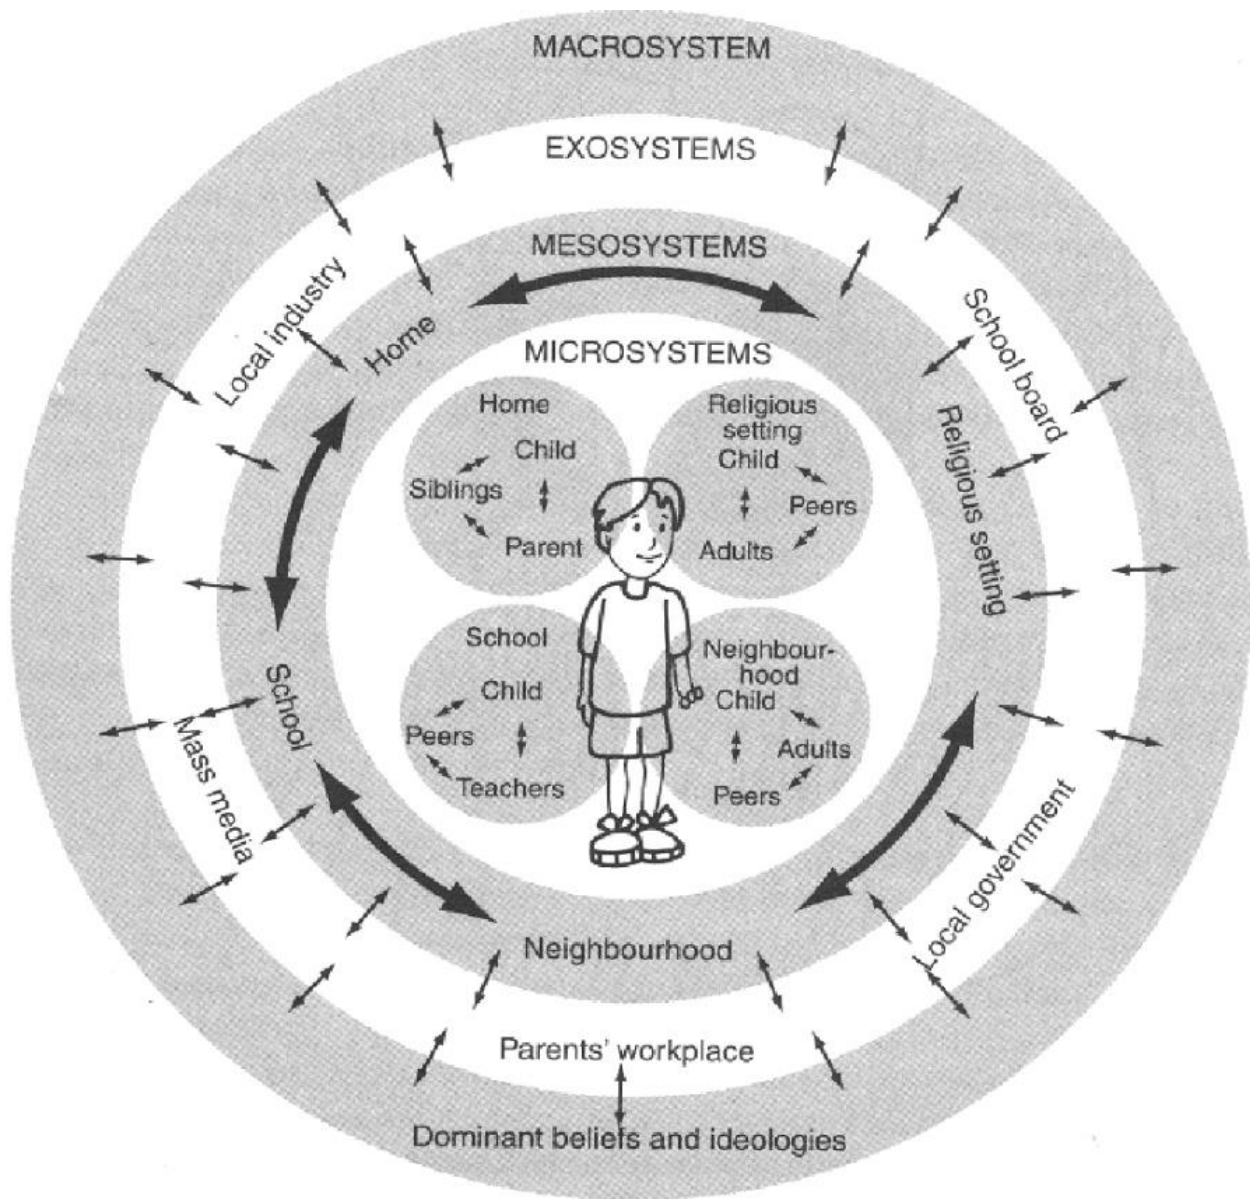 MACROSYSTEM
EXOSYSTEMS
MESOSYSTEMS
Local industry
Home
School board
Religious setting
MICROSYSTEMS
Home
Child
Siblings
Parent
Religious
setting
Child
Peers
Adults
School
Child
Peers
Teachers
Neighbour-
hood
Child
Adults
Peers
School
Mass media
Local government
Neighbourhood
Parents' workplace
Dominant beliefs and ideologies